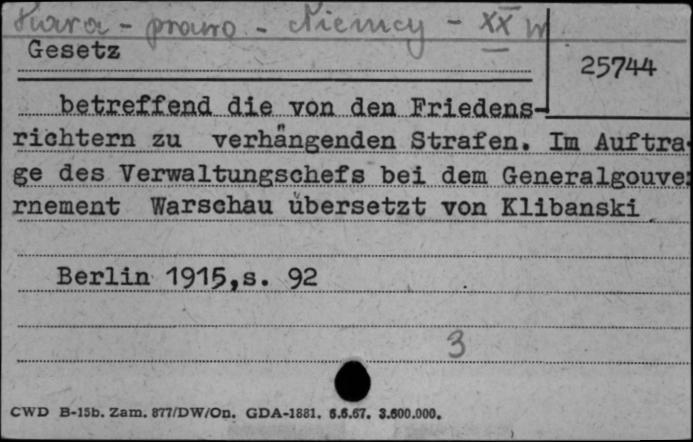 Kara - prawo - Niemcy - XX w
Gesetz
25744
betreffend die von den Friedens-
richtern zu verhängenden Strafen. Im Auftra
ge des Verwaltungschefs bei dem Generalgouve
rnement Warschau übersetzt von Klibanski
Berlin 1915,s. 92
3
CWD B-15b. Zam. 877/DW/On. GDA-1881. 6.6.67. 3.600.000.